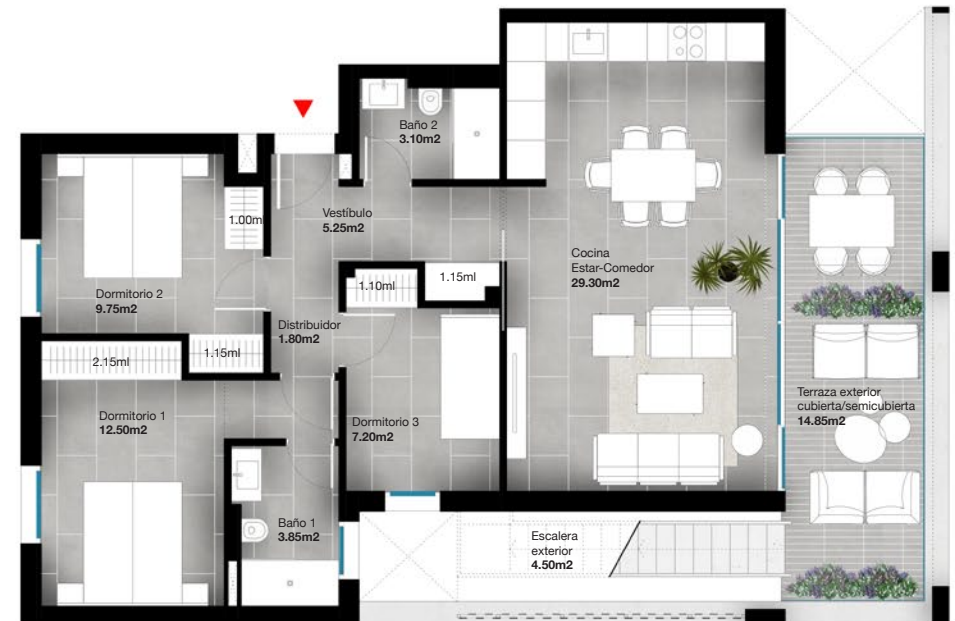 Baño 2
3.10m2
1.00m
Vestíbulo
5.25m2
Cocina
Estar-Comedor
29.30m2
1.10ml
1.15ml
Dormitorio 2
9.75m2
Distribuidor
1.80m2
2.15ml
1.15ml
Terraza exterior
cubierta/semicubierta
14.85m2
Dormitorio 1
12.50m2
Dormitorio 3
7.20m2
Baño 1
3.85m2
Escalera
exterior
4.50m2